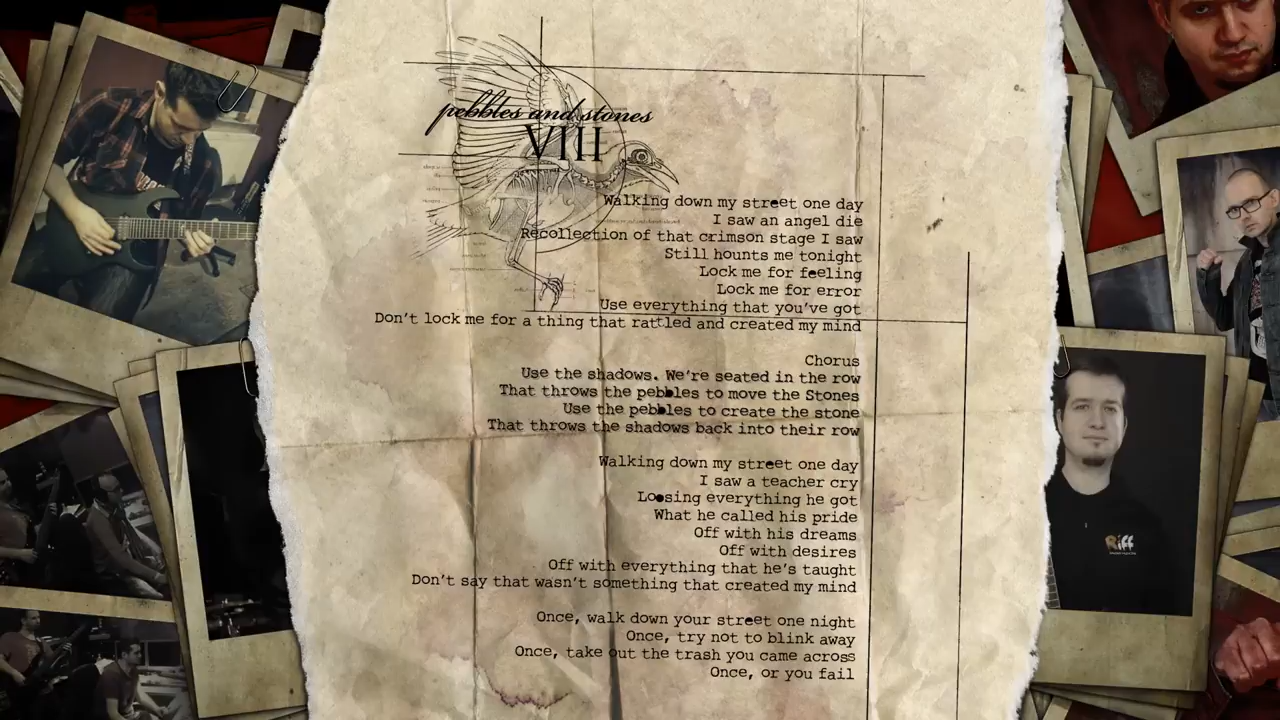 pebbles and stones
VIII
Walking down my street one day
I saw an angel die
Recollection of that crimson stage I saw
Still hounts me tonight
Lock me for feeling
Lock me for error
Use everything that you've got
Don't lock me for a thing that rattled and created my mind
Chorus
Use the shadows. We're seated in the row
That throws the pebbles to move the Stones
Use the pebbles to create the stone
That throws the shadows back into their row
Walking down my street one day
I saw a teacher cry
Loosing everything he got
What he called his pride
Off with his dreams
Off with desires
Off with everything that he's taught
Don't say that wasn't something that created my mind
Once, walk down your street one night
Once, try not to blink away
Once, take out the trash you came across
Once, or you fail
Riff